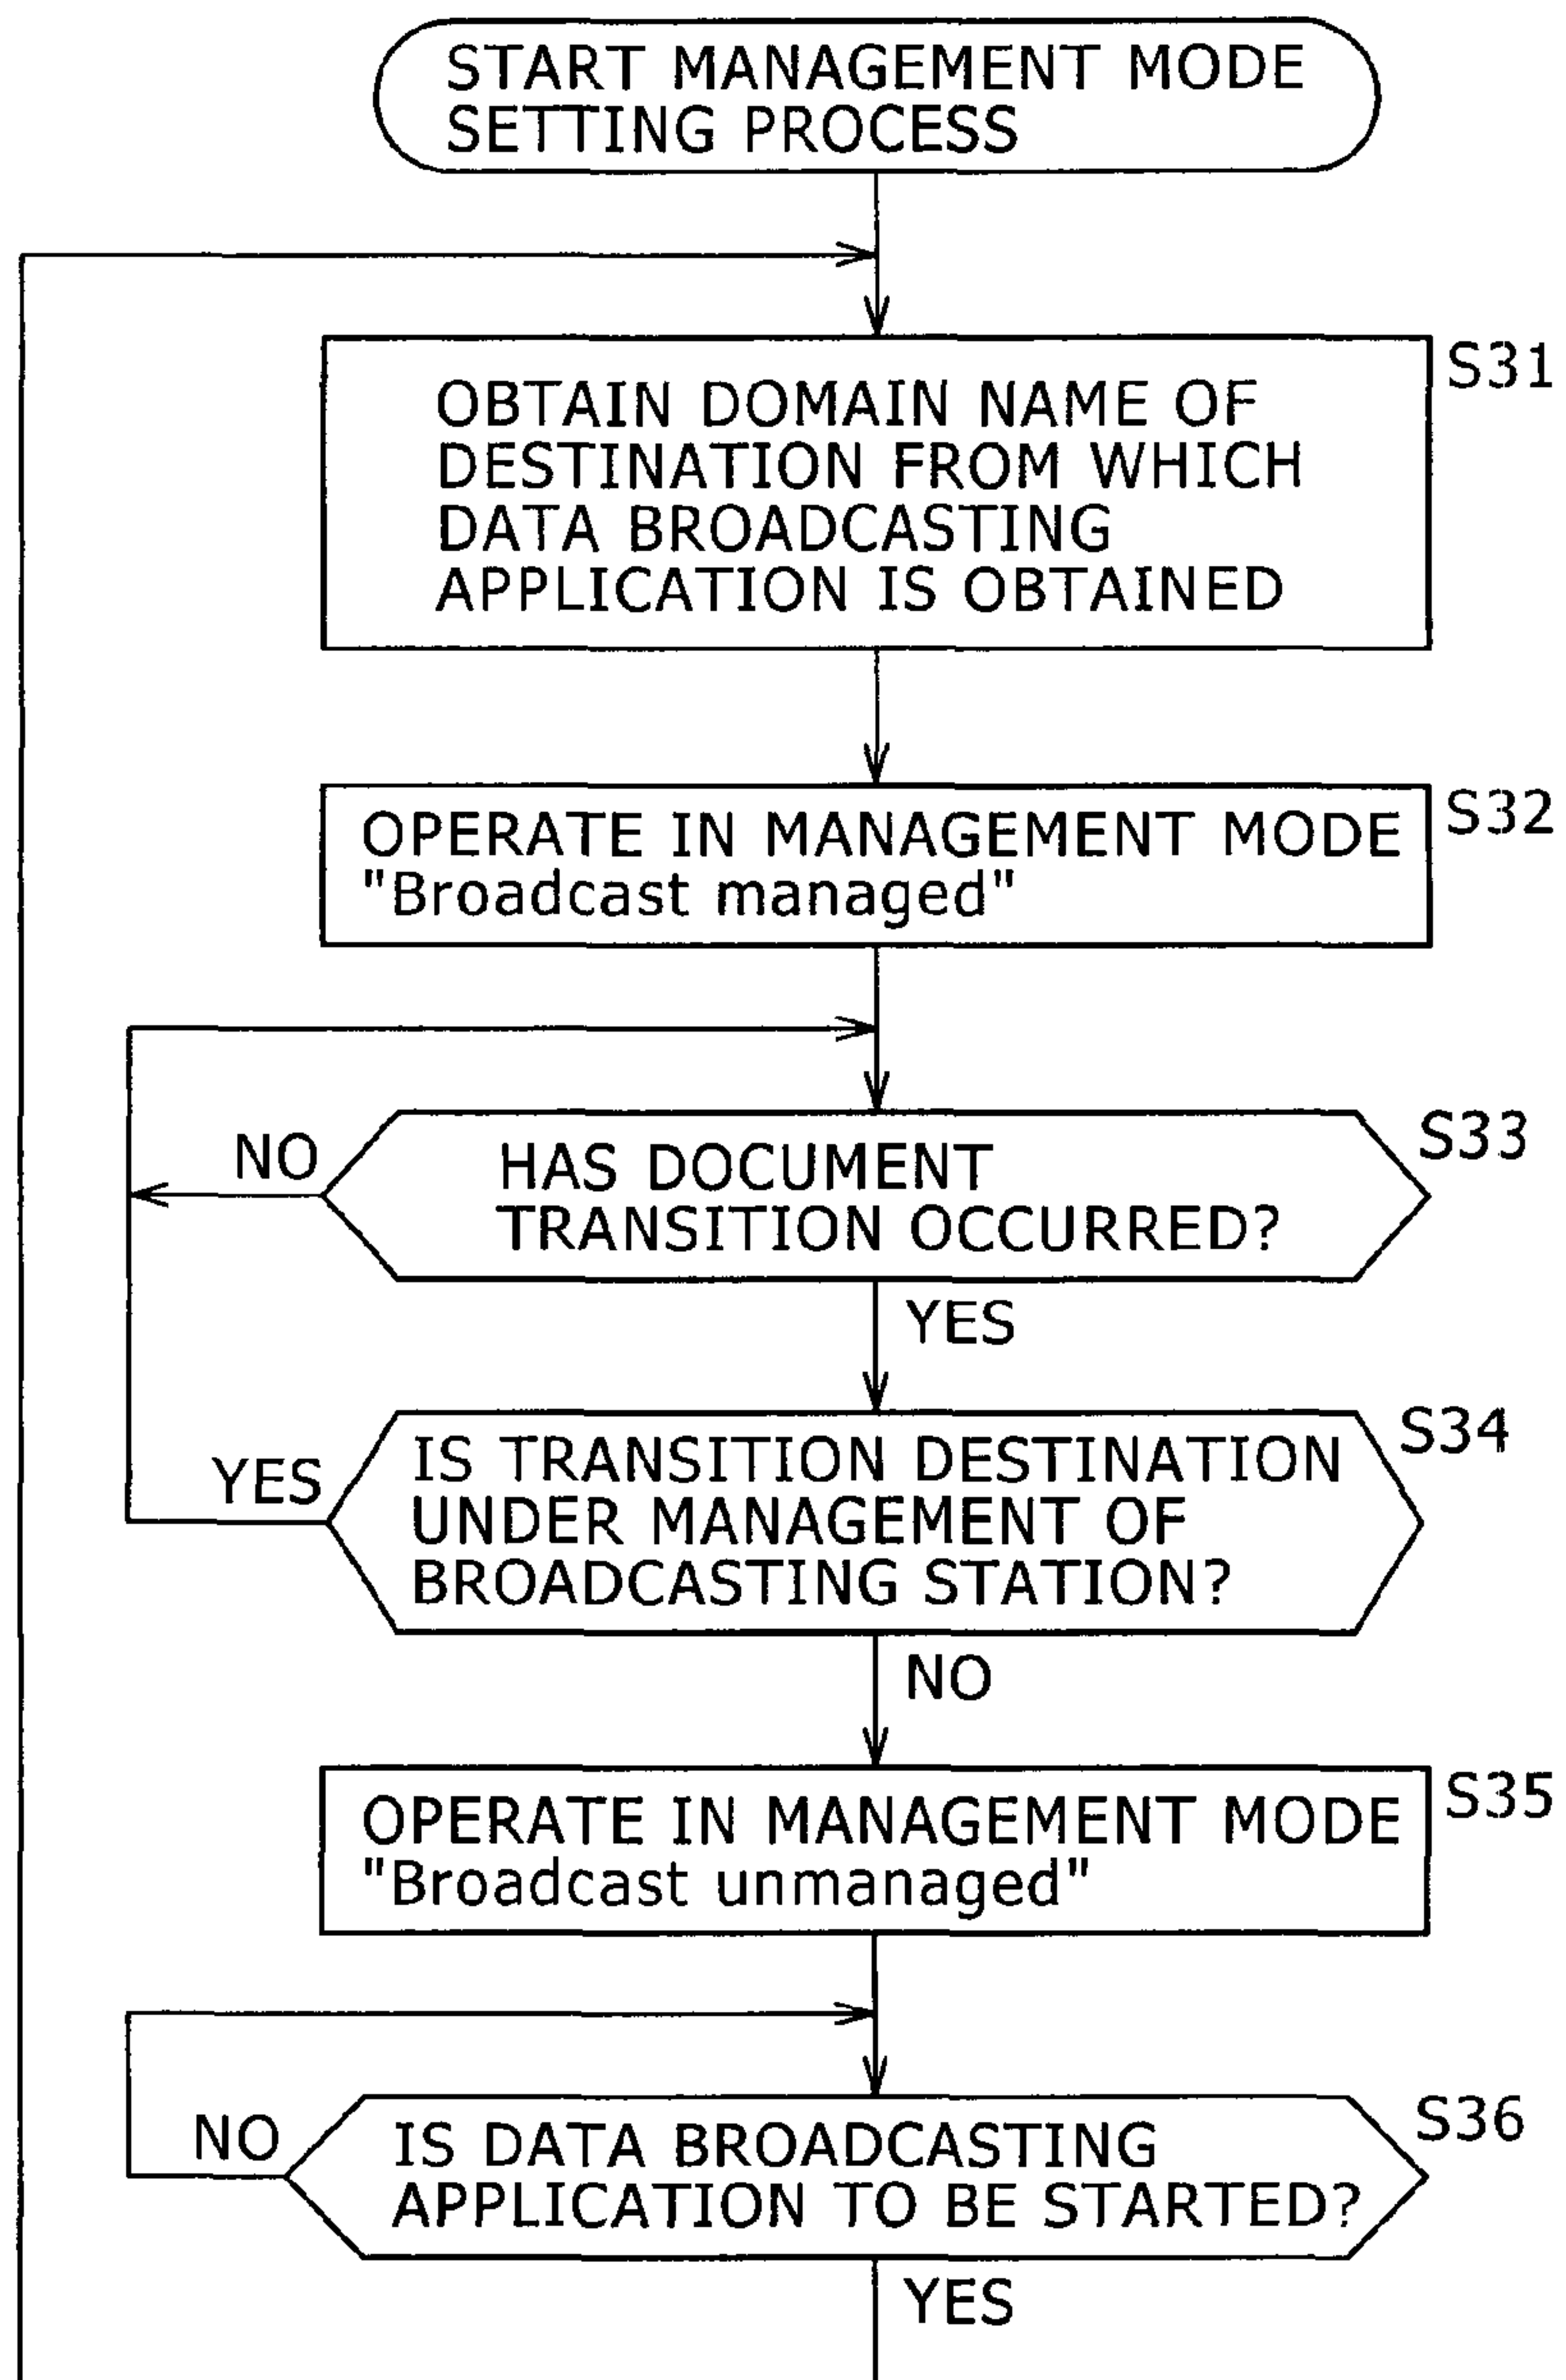 START MANAGEMENT MODE
SETTING PROCESS
S31
OBTAIN DOMAIN NAME OF
DESTINATION FROM WHICH
DATA BROADCASTING
APPLICATION IS OBTAINED
S32
OPERATE IN MANAGEMENT MODE
"Broadcast managed"
S33
NO
HAS DOCUMENT
TRANSITION OCCURRED?
YES
S34
YES
IS TRANSITION DESTINATION
UNDER MANAGEMENT OF
BROADCASTING STATION?
NO
S35
OPERATE IN MANAGEMENT MODE
"Broadcast unmanaged"
S36
NO
IS DATA BROADCASTING
APPLICATION TO BE STARTED?
YES